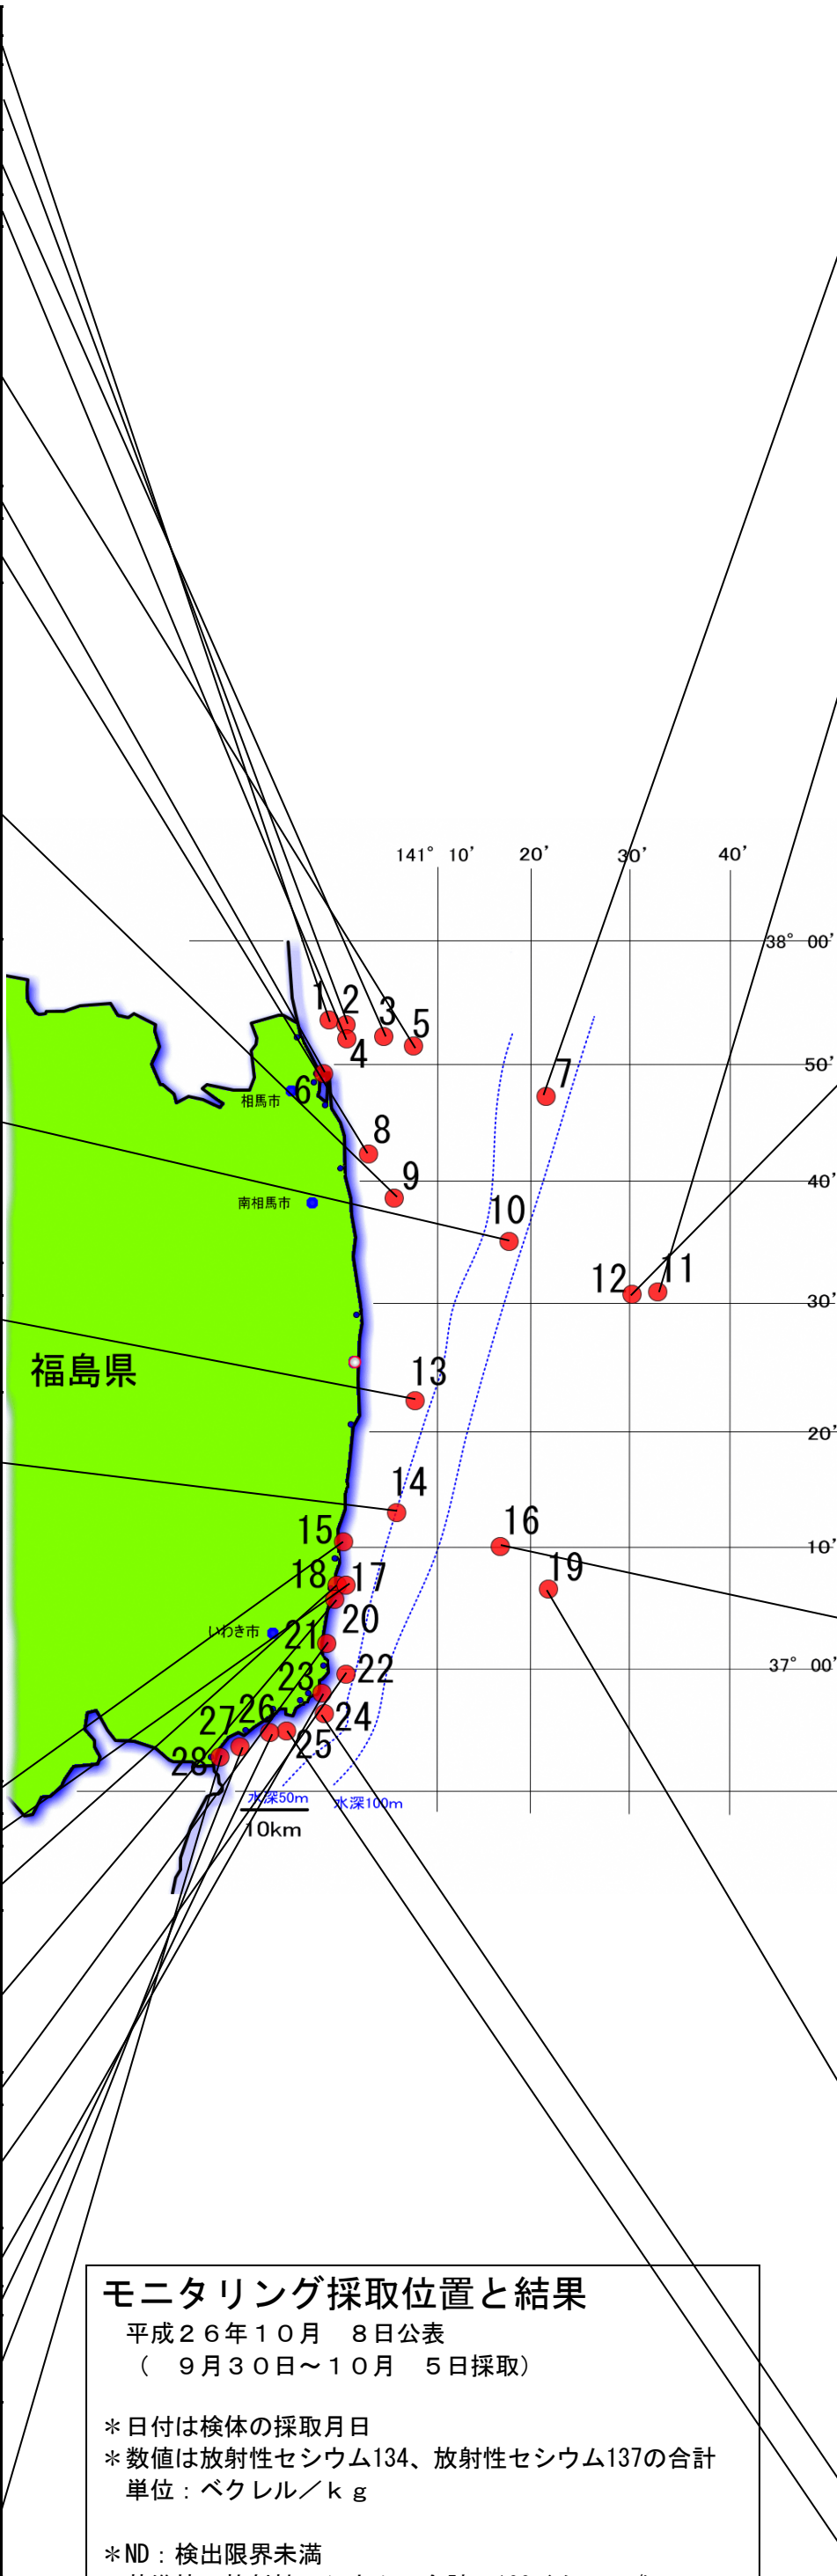 141° 10’ 20’ 30’ 40’
38° 00’
1 2 3 5
4
50’
7
6
相馬市
8
40’
9
南相馬市
10
12 11
30’
福島県
13
20’
14
15
16
10’
18 17
19
20
いわき市
21
22
37° 00’
23
24
27 26
25
28
水深50m
水深100m
10km
モニタリング採取位置と結果
平成２６年１０月　８日公表
（　９月３０日～１０月　５日採取）
＊日付は検体の採取月日
＊数値は放射性セシウム134、放射性セシウム137の合計
単位：ベクレル／ｋｇ
＊ND：検出限界未満